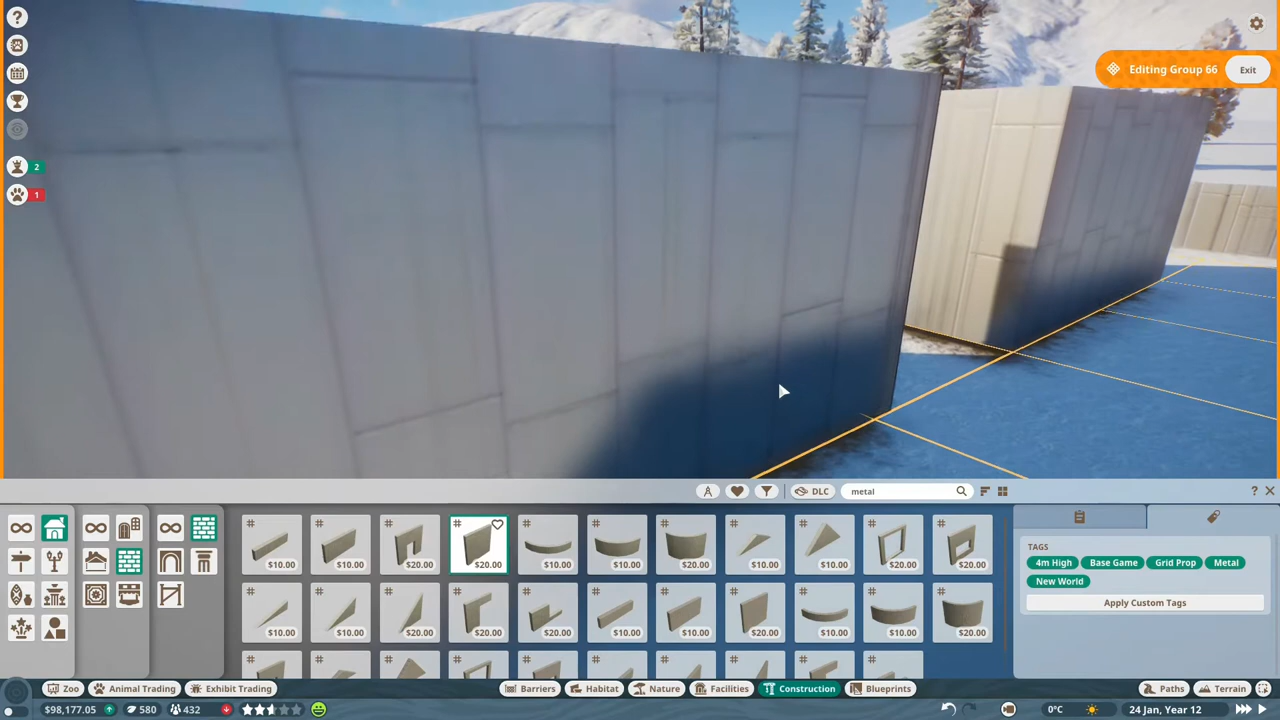 Editing Group 66 Exit
2
1
DLC metal
$10.00 $10.00 $20.00 $20.00 $10.00 $10.00 $20.00 $10.00 $10.00 $20.00 $20.00
$10.00 $10.00 $20.00 $20.00 $20.00 $10.00 $10.00 $20.00 $10.00 $10.00 $20.00
TAGS
4m High Base Game Grid Prop Metal
New World
Apply Custom Tags
Zoo Animal Trading Exhibit Trading Barriers Habitat Nature Facilities Construction Blueprints Paths Terrain
$98,177.05 580 432 0°C 24 Jan, Year 12